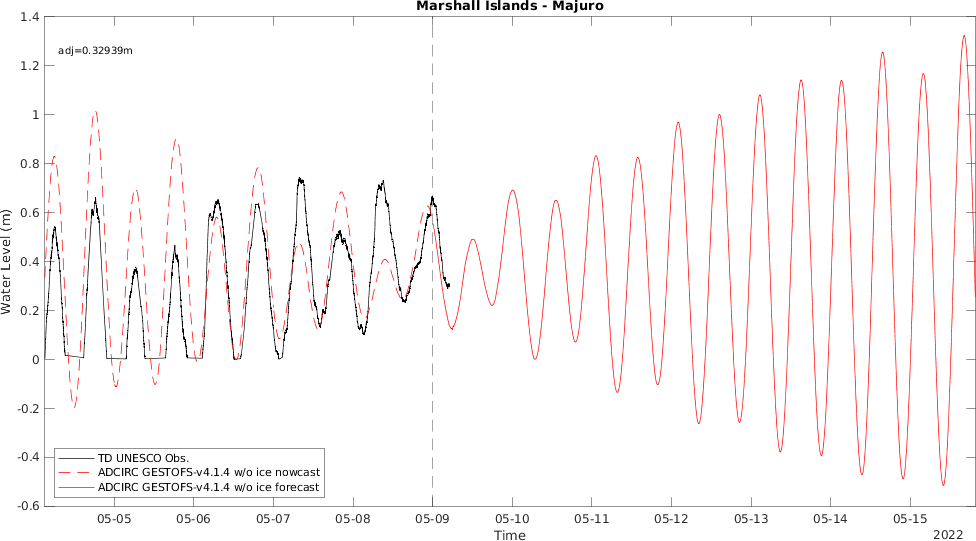 Marshall Islands - Majuro
adj=0.32939m
Water Level (m)
1.4
1.2
1
0.8
0.6
0.4
0.2
0
-0.2
-0.4
-0.6
TD UNESCO Obs.
ADCIRC GESTOFS-v4.1.4 w/o ice nowcast
ADCIRC GESTOFS-v4.1.4 w/o ice forecast
05-05 05-06 05-07 05-08 05-09 05-10 05-11 05-12 05-13 05-14 05-15
Time
2022